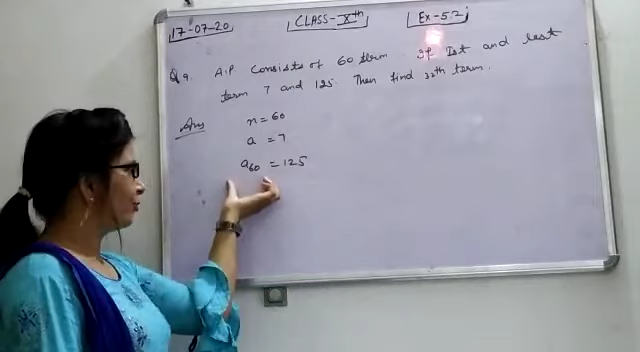 17-07-20 CLASS-Xth Ex-5.2
Q 9. A.P consists of 60 term. If Ist and last
term 7 and 125. Then find 32th term.
Ans n = 60
a = 7
a60 = 125